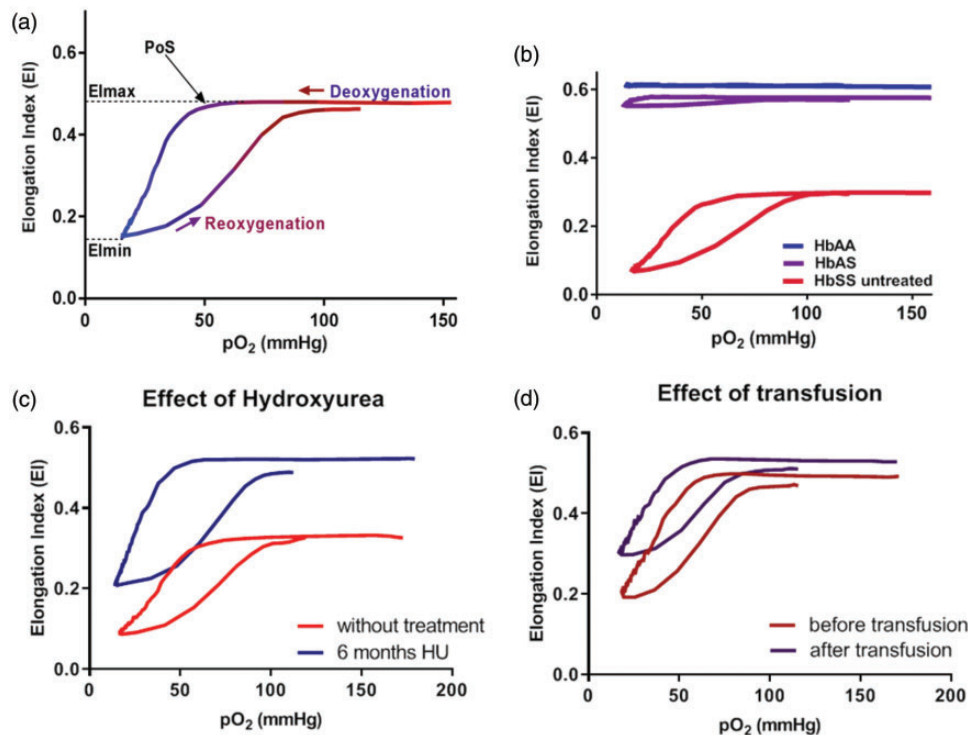 (a)
0.6
0.4
0.2
0.0
Elongation Index (EI)
PoS
EImax
Deoxygenation
Reoxygenation
EImin
0
50
100
150
pO2 (mmHg)
(b)
0.6
0.4
0.2
0.0
Elongation Index (EI)
HbAA
HbAS
HbSS untreated
0
50
100
150
pO2 (mmHg)
(c)
Effect of Hydroxyurea
0.6
0.4
0.2
0.0
Elongation Index (EI)
without treatment
6 months HU
0
50
100
150
200
pO2 (mmHg)
(d)
Effect of transfusion
0.6
0.4
0.2
0.0
Elongation Index (EI)
before transfusion
after transfusion
0
50
100
150
200
pO2 (mmHg)